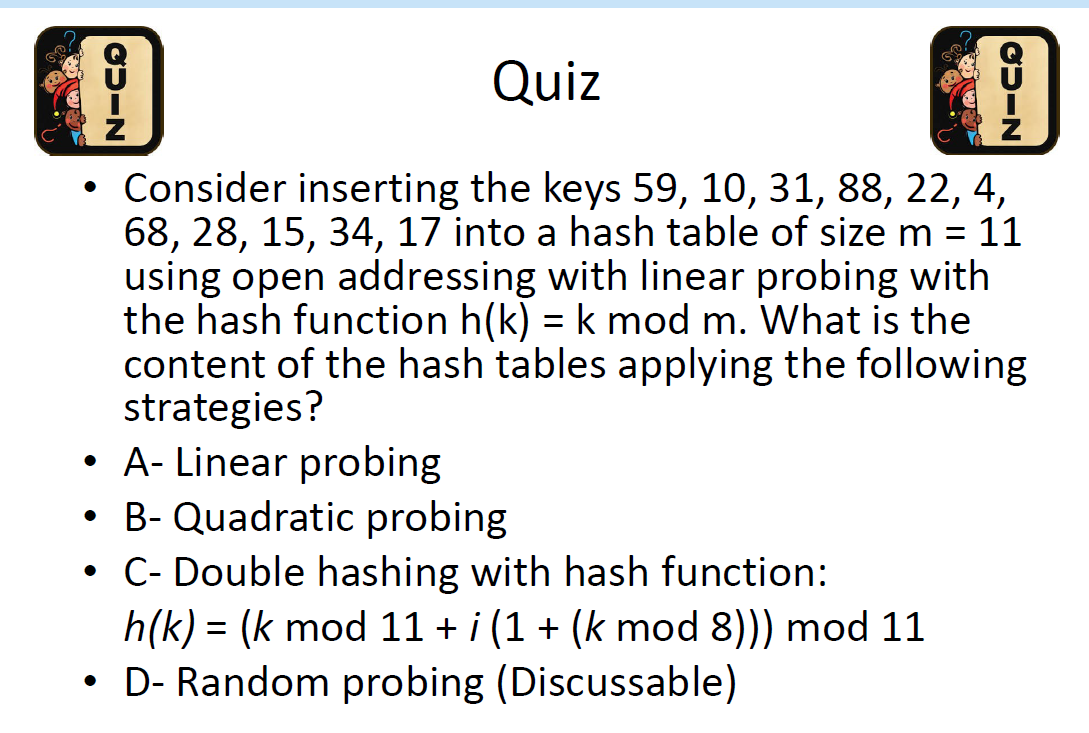 QUIZ
Quiz
QUIZ
• Consider inserting the keys 59, 10, 31, 88, 22, 4,
68, 28, 15, 34, 17 into a hash table of size m = 11
using open addressing with linear probing with
the hash function h(k) = k mod m. What is the
content of the hash tables applying the following
strategies?
• A- Linear probing
• B- Quadratic probing
• C- Double hashing with hash function:
h(k) = (k mod 11 + i (1 + (k mod 8))) mod 11
• D- Random probing (Discussable)